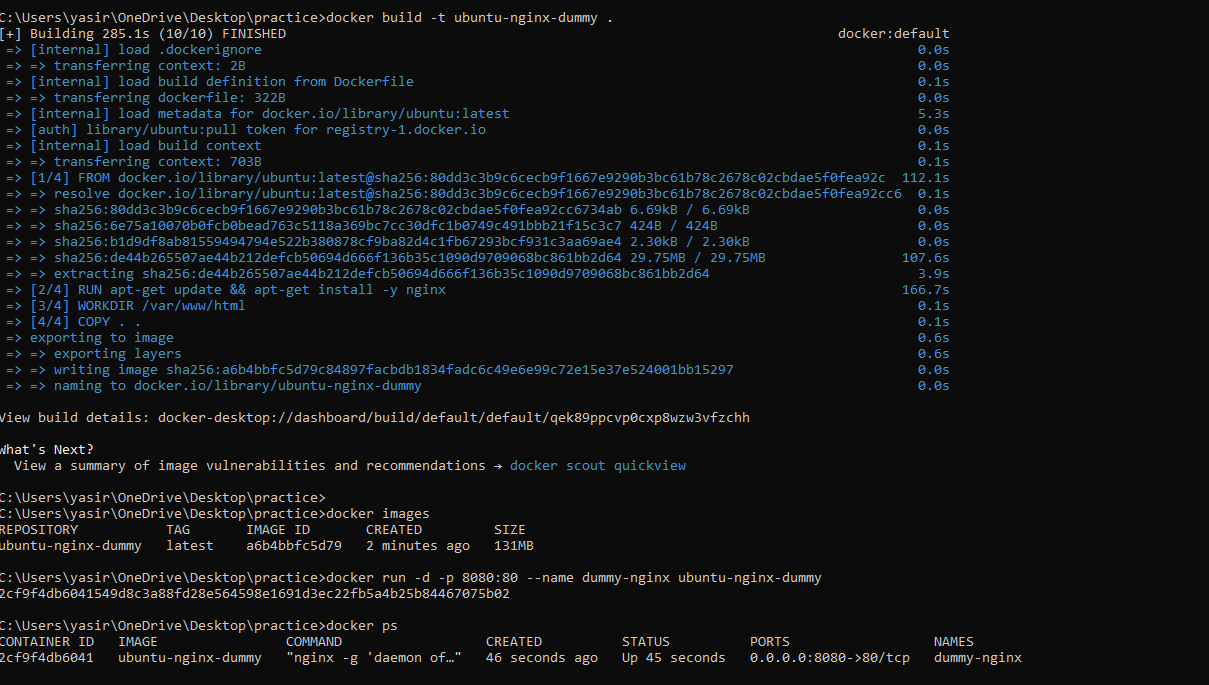 C:\Users\yasir\OneDrive\Desktop\practice>docker build -t ubuntu-nginx-dummy .
[+] Building 285.1s (10/10) FINISHED docker:default
=> [internal] load .dockerignore 0.0s
=> => transferring context: 2B 0.0s
=> [internal] load build definition from Dockerfile 0.1s
=> => transferring dockerfile: 322B 0.0s
=> [internal] load metadata for docker.io/library/ubuntu:latest 5.3s
=> [auth] library/ubuntu:pull token for registry-1.docker.io 0.0s
=> [internal] load build context 0.1s
=> => transferring context: 703B 0.1s
=> [1/4] FROM docker.io/library/ubuntu:latest@sha256:80dd3c3b9c6cecb9f1667e9290b3bc61b78c2678c02cbdae5f0fea92c 112.1s
=> => resolve docker.io/library/ubuntu:latest@sha256:80dd3c3b9c6cecb9f1667e9290b3bc61b78c2678c02cbdae5f0fea92cc6 0.1s
=> => sha256:80dd3c3b9c6cecb9f1667e9290b3bc61b78c2678c02cbdae5f0fea92cc6734ab 6.69kB / 6.69kB 0.0s
=> => sha256:6e75a10070b0fcb0bead763c5118a369bc7cc30dfc1b0749c491bbb21f15c3c7 424B / 424B 0.0s
=> => sha256:b1d9df8ab81559494794e522b380878cf9ba82d4c1fb67293bcf931c3aa69ae4 2.30kB / 2.30kB 0.0s
=> => sha256:de44b265507ae44b212defcb50694d666f136b35c1090d9709068bc861bb2d64 29.75MB / 29.75MB 107.6s
=> => extracting sha256:de44b265507ae44b212defcb50694d666f136b35c1090d9709068bc861bb2d64 3.9s
=> [2/4] RUN apt-get update && apt-get install -y nginx 166.7s
=> [3/4] WORKDIR /var/www/html 0.1s
=> [4/4] COPY . . 0.1s
=> exporting to image 0.6s
=> => exporting layers 0.6s
=> => writing image sha256:a6b4bbfc5d79c84897facbdb1834fadc6c49e6e99c72e15e37e524001bb15297 0.0s
=> => naming to docker.io/library/ubuntu-nginx-dummy 0.0s
View build details: docker-desktop://dashboard/build/default/default/qek89ppcvp0cxp8wzw3vfzchh
What's Next?
View a summary of image vulnerabilities and recommendations → docker scout quickview
C:\Users\yasir\OneDrive\Desktop\practice>
C:\Users\yasir\OneDrive\Desktop\practice>docker images
REPOSITORY TAG IMAGE ID CREATED SIZE
ubuntu-nginx-dummy latest a6b4bbfc5d79 2 minutes ago 131MB
C:\Users\yasir\OneDrive\Desktop\practice>docker run -d -p 8080:80 --name dummy-nginx ubuntu-nginx-dummy
2cf9f4db6041549d8c3a88fd28e564598e1691d3ec22fb5a4b25b84467075b02
C:\Users\yasir\OneDrive\Desktop\practice>docker ps
CONTAINER ID IMAGE COMMAND CREATED STATUS PORTS NAMES
2cf9f4db6041 ubuntu-nginx-dummy "nginx -g 'daemon of…" 46 seconds ago Up 45 seconds 0.0.0.0:8080->80/tcp dummy-nginx